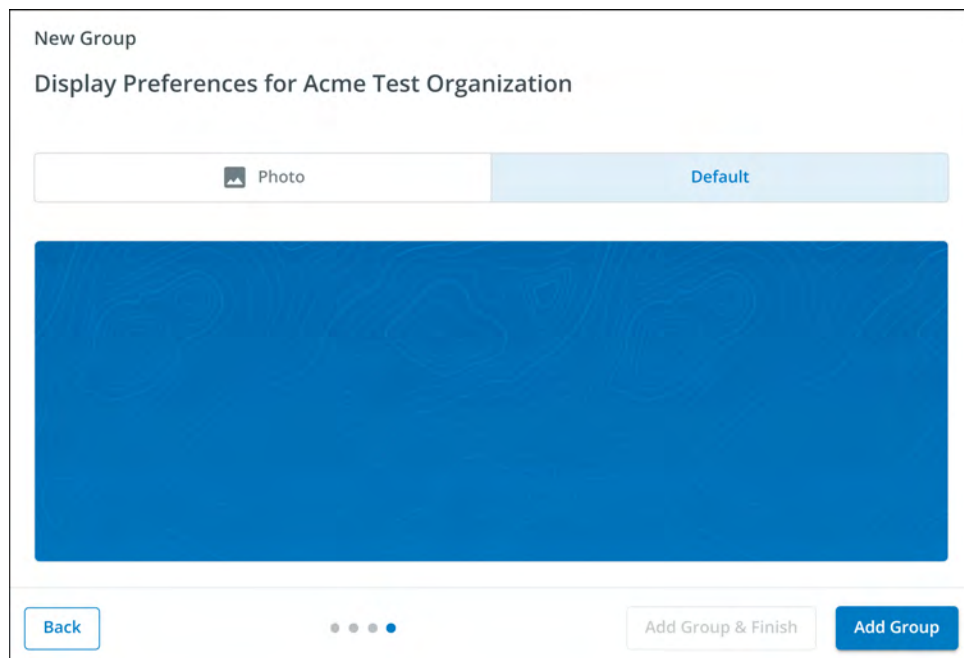 New Group
Display Preferences for Acme Test Organization
Photo
Default
Back
Add Group & Finish
Add Group